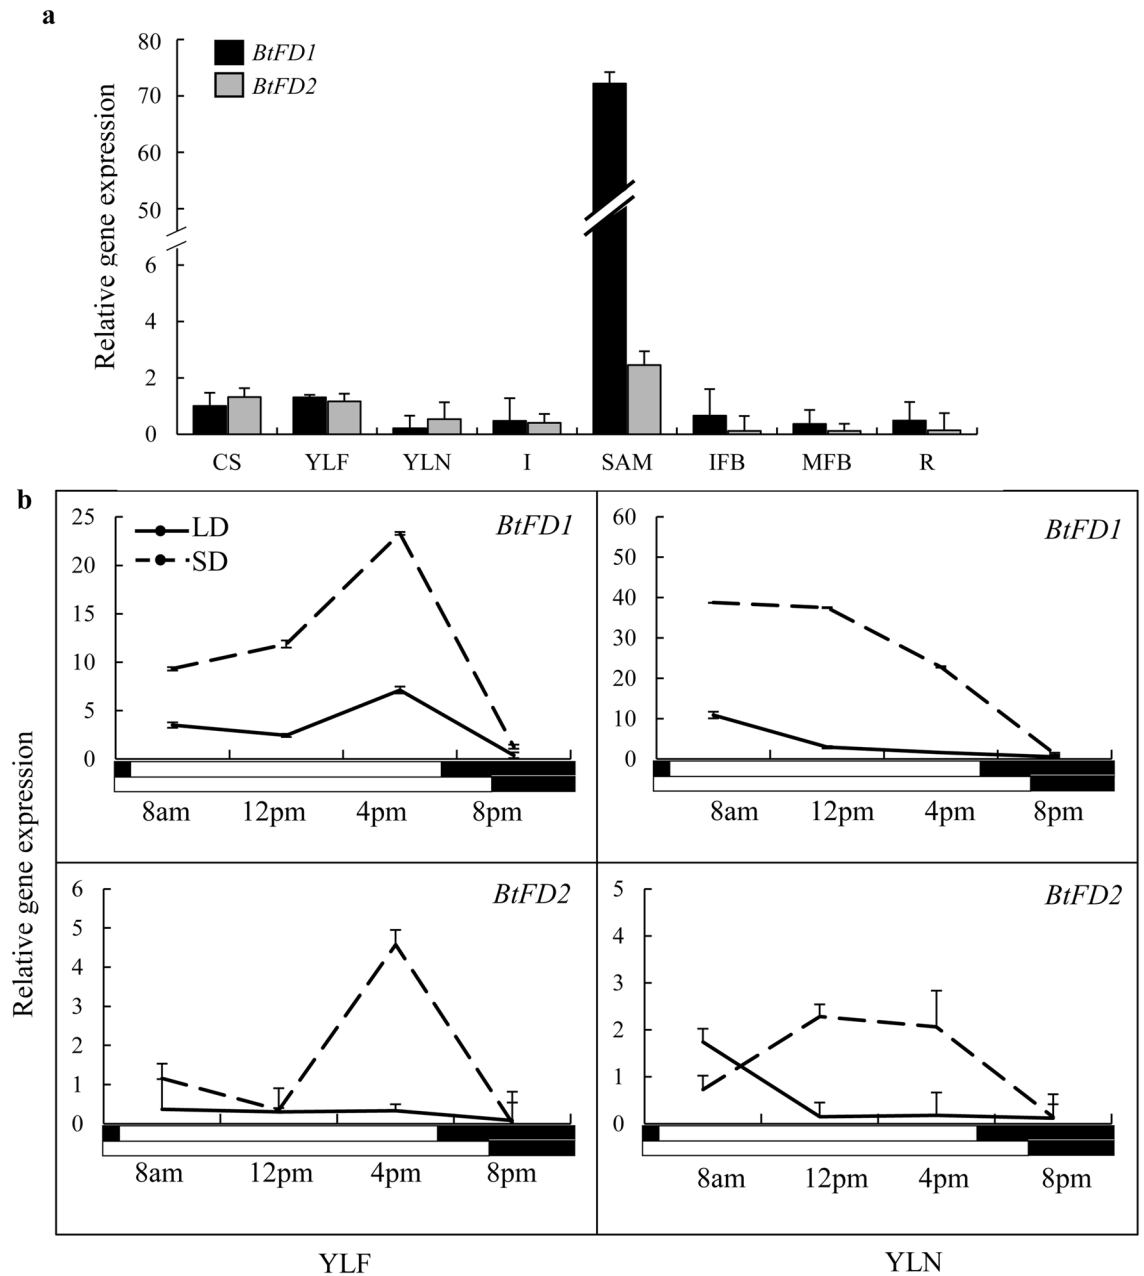 a
Relative gene expression
80
70
60
50
6
4
2
0
BtFD1
BtFD2
CS YLF YLN I SAM IFB MFB R
b
Relative gene expression
25
20
15
10
5
0
LD
SD
BtFD1
8am 12pm 4pm 8pm
60
50
40
30
20
10
0
BtFD1
8am 12pm 4pm 8pm
6
5
4
3
2
1
0
BtFD2
8am 12pm 4pm 8pm
5
4
3
2
1
0
BtFD2
8am 12pm 4pm 8pm
YLF YLN